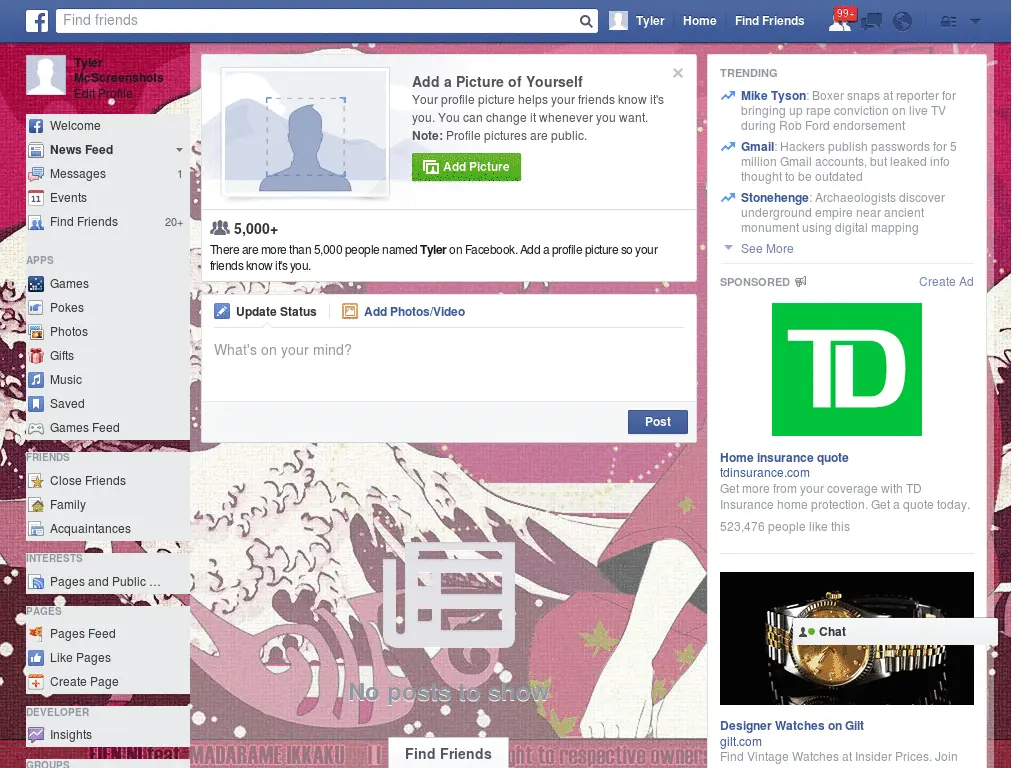 Find friends
Tyler
Home
Find Friends
99+
Tyler
McScreenshots
Edit Profile
Welcome
News Feed
Messages 1
11 Events
Find Friends 20+
APPS
Games
Pokes
Photos
Gifts
Music
Saved
Games Feed
FRIENDS
Close Friends
Family
Acquaintances
INTERESTS
Pages and Public ...
PAGES
Pages Feed
Like Pages
Create Page
DEVELOPER
Insights
GROUPS
Add a Picture of Yourself
Your profile picture helps your friends know it's
you. You can change it whenever you want.
Note: Profile pictures are public.
Add Picture
5,000+
There are more than 5,000 people named Tyler on Facebook. Add a profile picture so your
friends know it's you.
Update Status
Add Photos/Video
What's on your mind?
Post
No posts to show
MADARAME IKKAKU
ht to respective owner
Find Friends
TRENDING
Mike Tyson: Boxer snaps at reporter for
bringing up rape conviction on live TV
during Rob Ford endorsement
Gmail: Hackers publish passwords for 5
million Gmail accounts, but leaked info
thought to be outdated
Stonehenge: Archaeologists discover
underground empire near ancient
monument using digital mapping
See More
SPONSORED
Create Ad
TD
Home insurance quote
tdinsurance.com
Get more from your coverage with TD
Insurance home protection. Get a quote today.
523,476 people like this
Chat
Designer Watches on Gilt
gilt.com
Find Vintage Watches at Insider Prices. Join